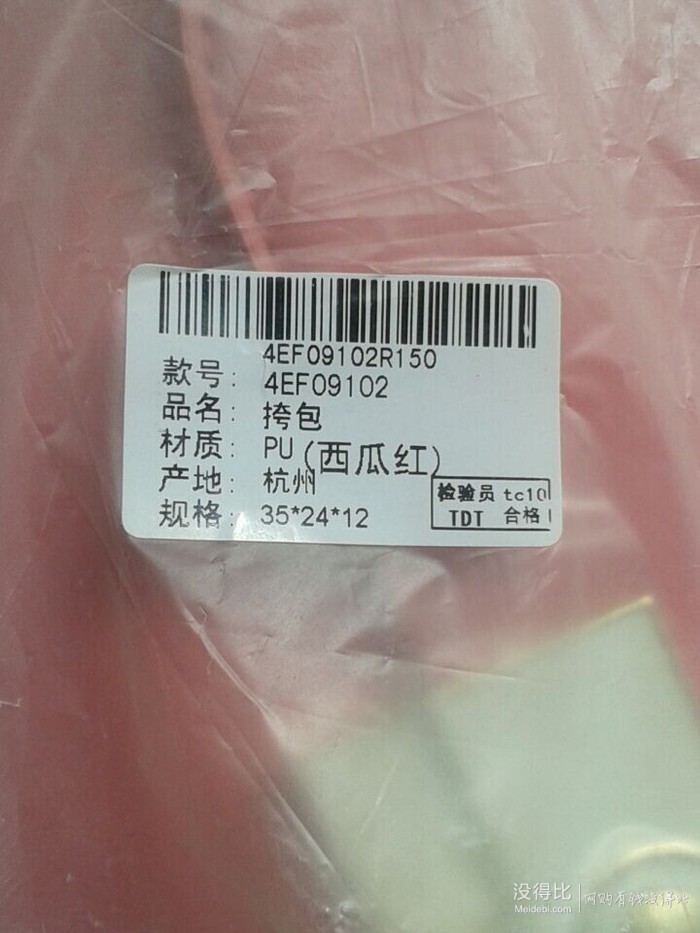 4EF09102R150
款号: 4EF09102
品名: 挎包
材质: PU (西瓜红)
产地: 杭州
规格: 35*24*12
检验员 tc10
TDT 合格
没得比
Meidebi.com